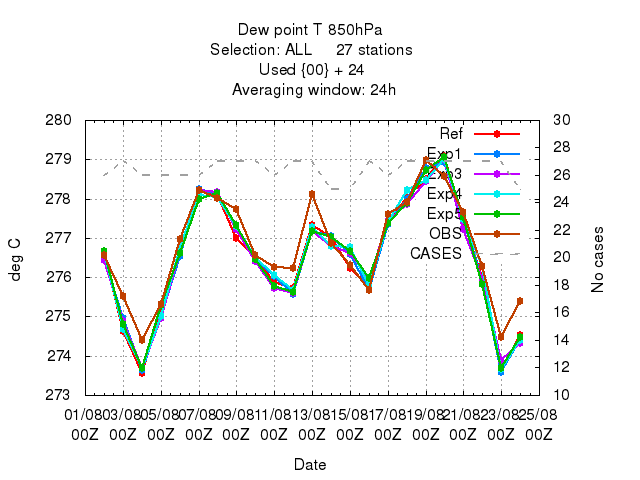 Dew point T 850hPa
Selection: ALL 27 stations
Used {00} + 24
Averaging window: 24h
280 30
279 28
278 26
277 24
276 22
275 20
274 18
273 16
14
12
10
Ref
Exp1
Exp3
Exp4
Exp5
OBS
CASES
deg C
No cases
01/08 03/08 05/08 07/08 09/08 11/08 13/08 15/08 17/08 19/08 21/08 23/08 25/08
00Z 00Z 00Z 00Z 00Z 00Z 00Z 00Z 00Z 00Z 00Z 00Z 00Z
Date